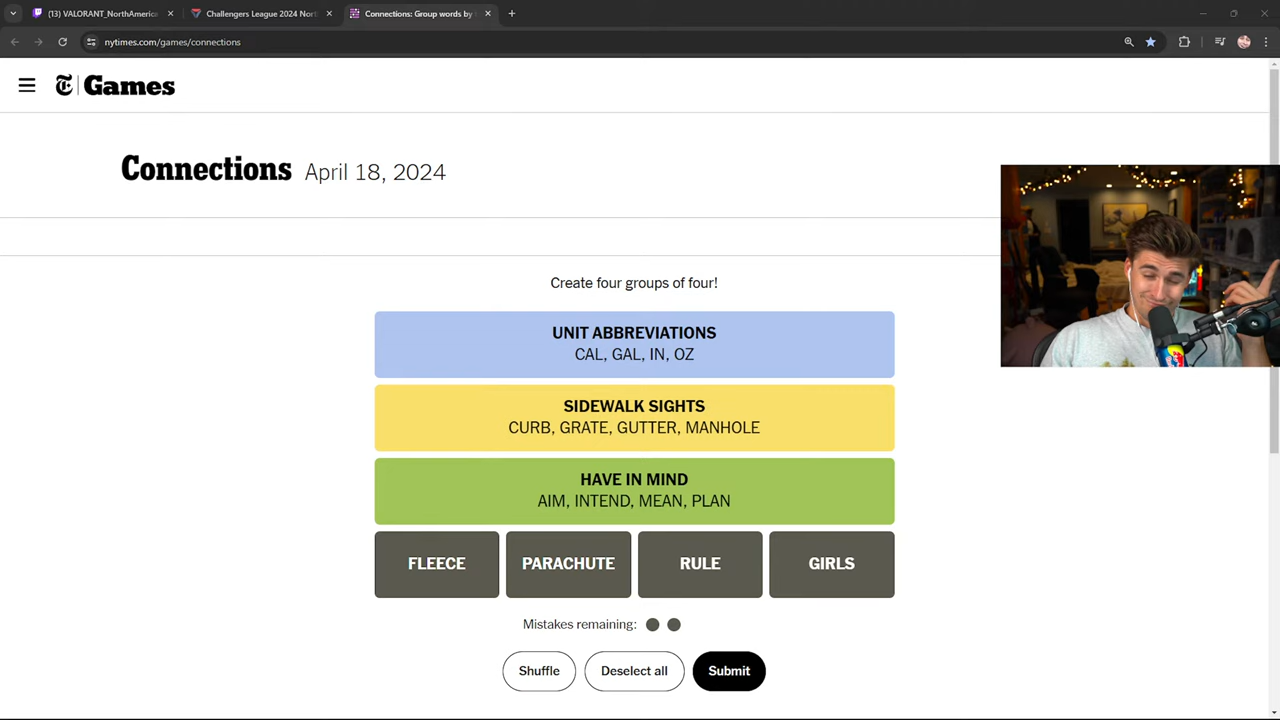 (13) VALORANT_NorthAmerica
Challengers League 2024 Nort
Connections: Group words by
nytimes.com/games/connections
Games
Connections April 18, 2024
Create four groups of four!
UNIT ABBREVIATIONS
CAL, GAL, IN, OZ
SIDEWALK SIGHTS
CURB, GRATE, GUTTER, MANHOLE
HAVE IN MIND
AIM, INTEND, MEAN, PLAN
FLEECE PARACHUTE RULE GIRLS
Mistakes remaining:
Shuffle Deselect all Submit